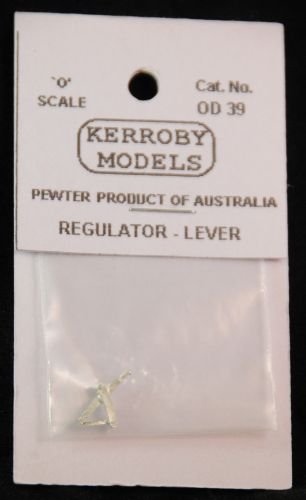 'O'
SCALE
Cat. No.
OD 39
KERROBY
MODELS
PEWTER PRODUCT OF AUSTRALIA
REGULATOR - LEVER